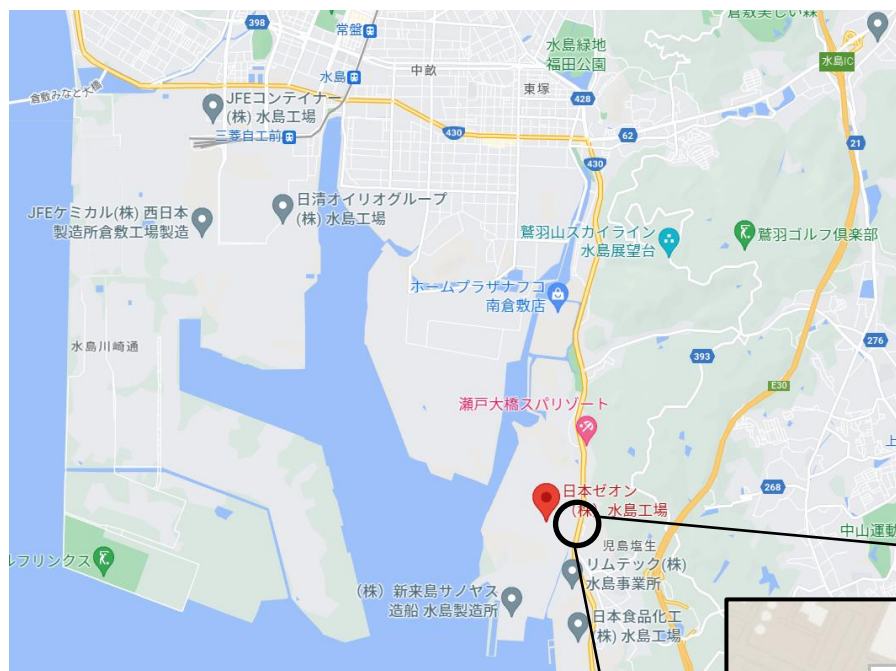 398
常盤
倉敷美しい森
水島緑地
福田公園
水島IC
中畝
水島
東塚
倉敷みなと大橋
JFEコンテイナー
(株) 水島工場
428
三菱自工前
430
62
21
430
日清オイリオグループ
(株) 水島工場
JFEケミカル(株) 西日本
製造所倉敷工場製造
鷲羽山スカイライン
水島展望台
鷲羽ゴルフ倶楽部
ホームプラザナフコ
南倉敷店
水島川崎通
276
393
E30
瀬戸大橋スパリゾート
上
268
日本ゼオン
(株) 水島工場
中山運動
児島塩生
リムテック(株)
水島事業所
ルフリンクス
(株) 新来島サノヤス
造船 水島製造所
日本食品化工
(株) 水島工場